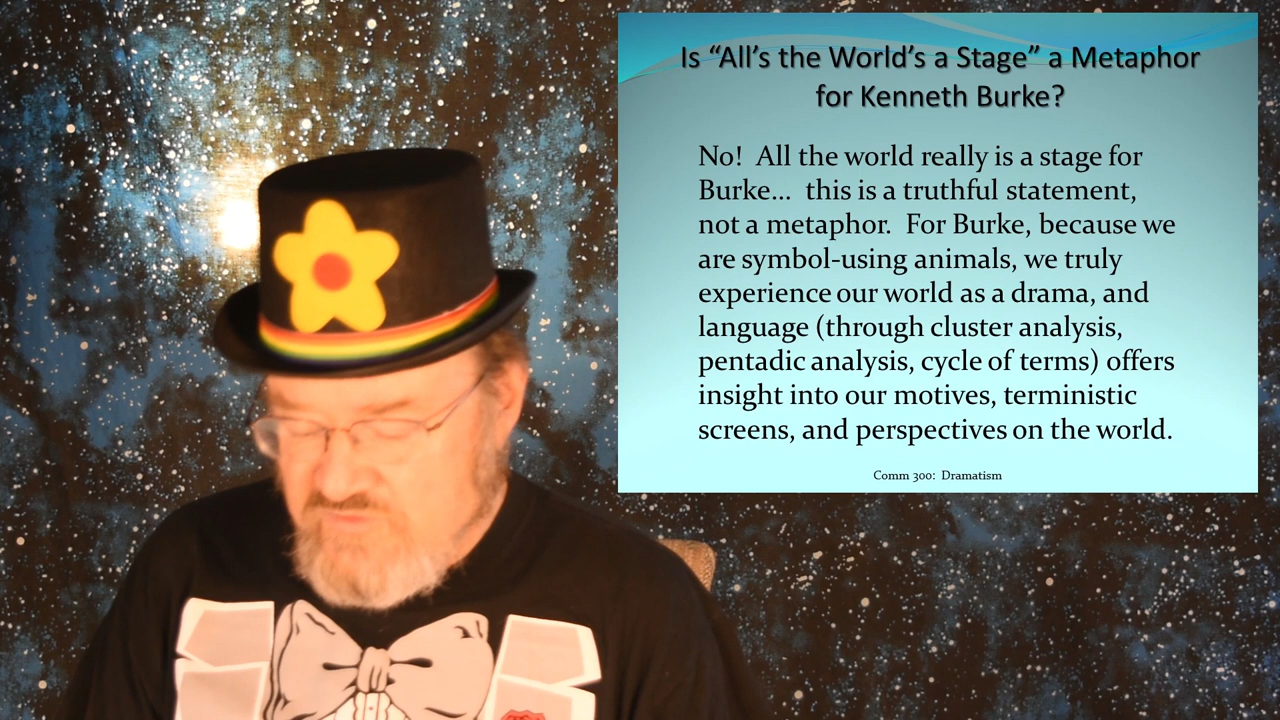 Is “All’s the World’s a Stage” a Metaphor
for Kenneth Burke?
No!  All the world really is a stage for
Burke…  this is a truthful statement,
not a metaphor.  For Burke, because we
are symbol-using animals, we truly
experience our world as a drama, and
language (through cluster analysis,
pentadic analysis, cycle of terms) offers
insight into our motives, terministic
screens, and perspectives on the world.
Comm 300:  Dramatism